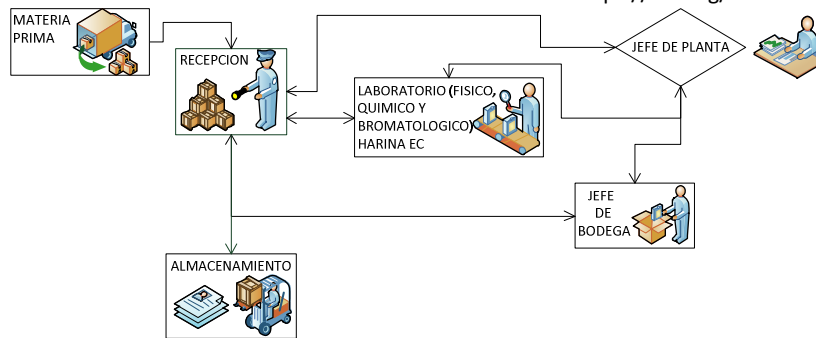 MATERIA
PRIMA
RECEPCION
JEFE DE PLANTA
LABORATORIO (FISICO,
QUIMICO Y
BROMATOLOGICO)
HARINA EC
JEFE
DE
BODEGA
ALMACENAMIENTO